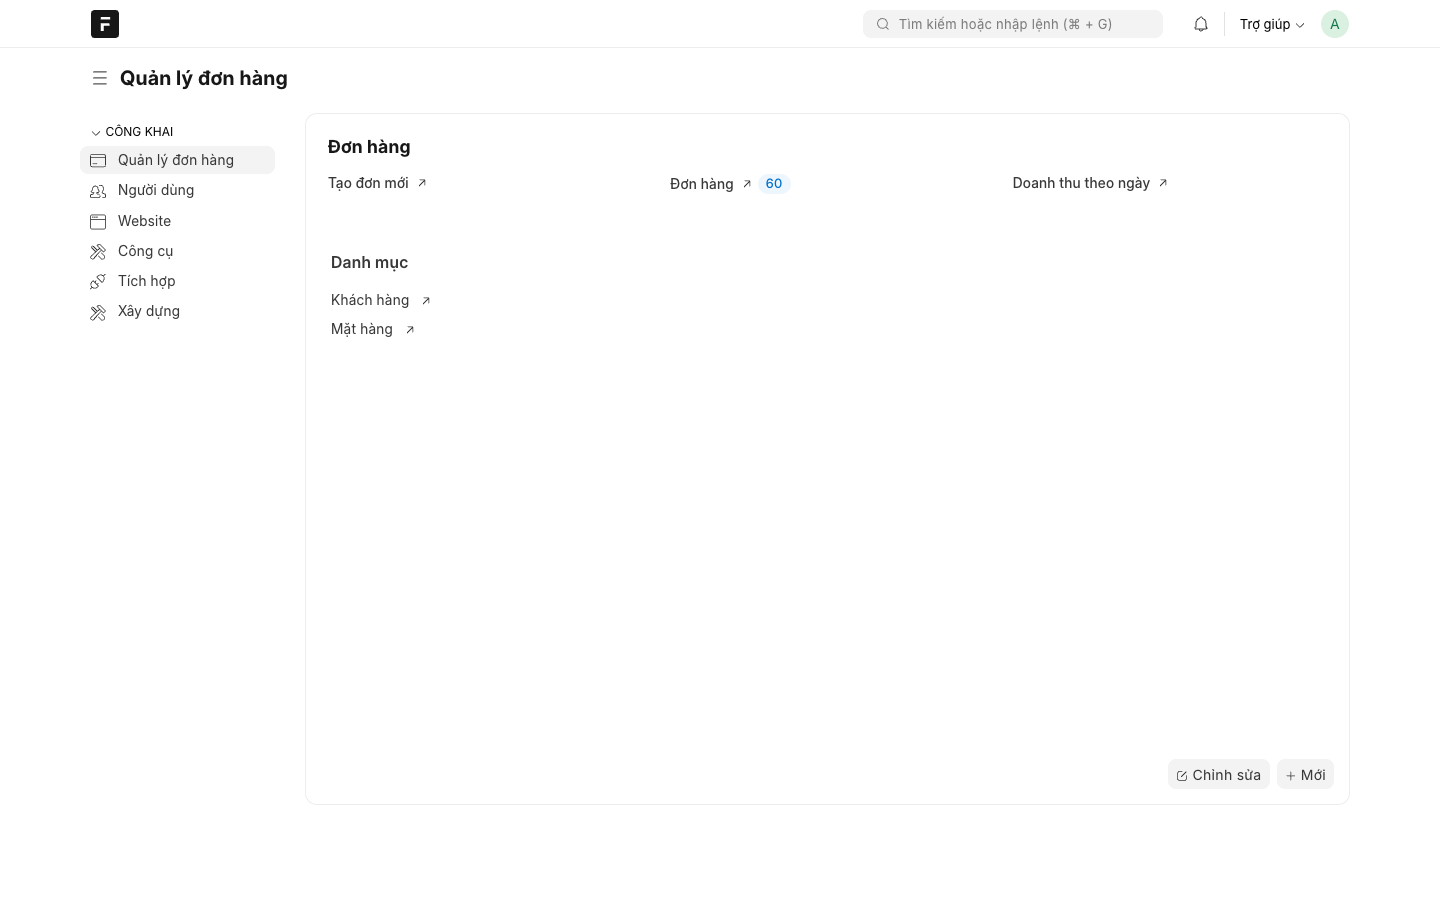 Tìm kiếm hoặc nhập lệnh (⌘ + G)
Trợ giúp
A
Quản lý đơn hàng
CÔNG KHAI
Quản lý đơn hàng
Người dùng
Website
Công cụ
Tích hợp
Xây dựng
Đơn hàng
Tạo đơn mới
Đơn hàng 60
Doanh thu theo ngày
Danh mục
Khách hàng
Mặt hàng
Chỉnh sửa
Mới